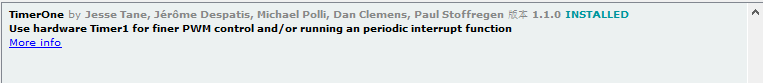 TimerOne by Jesse Tane, Jérôme Despatis, Michael Polli, Dan Clemens, Paul Stoffregen 版本 1.1.0 INSTALLED
Use hardware Timer1 for finer PWM control and/or running an periodic interrupt function
More info